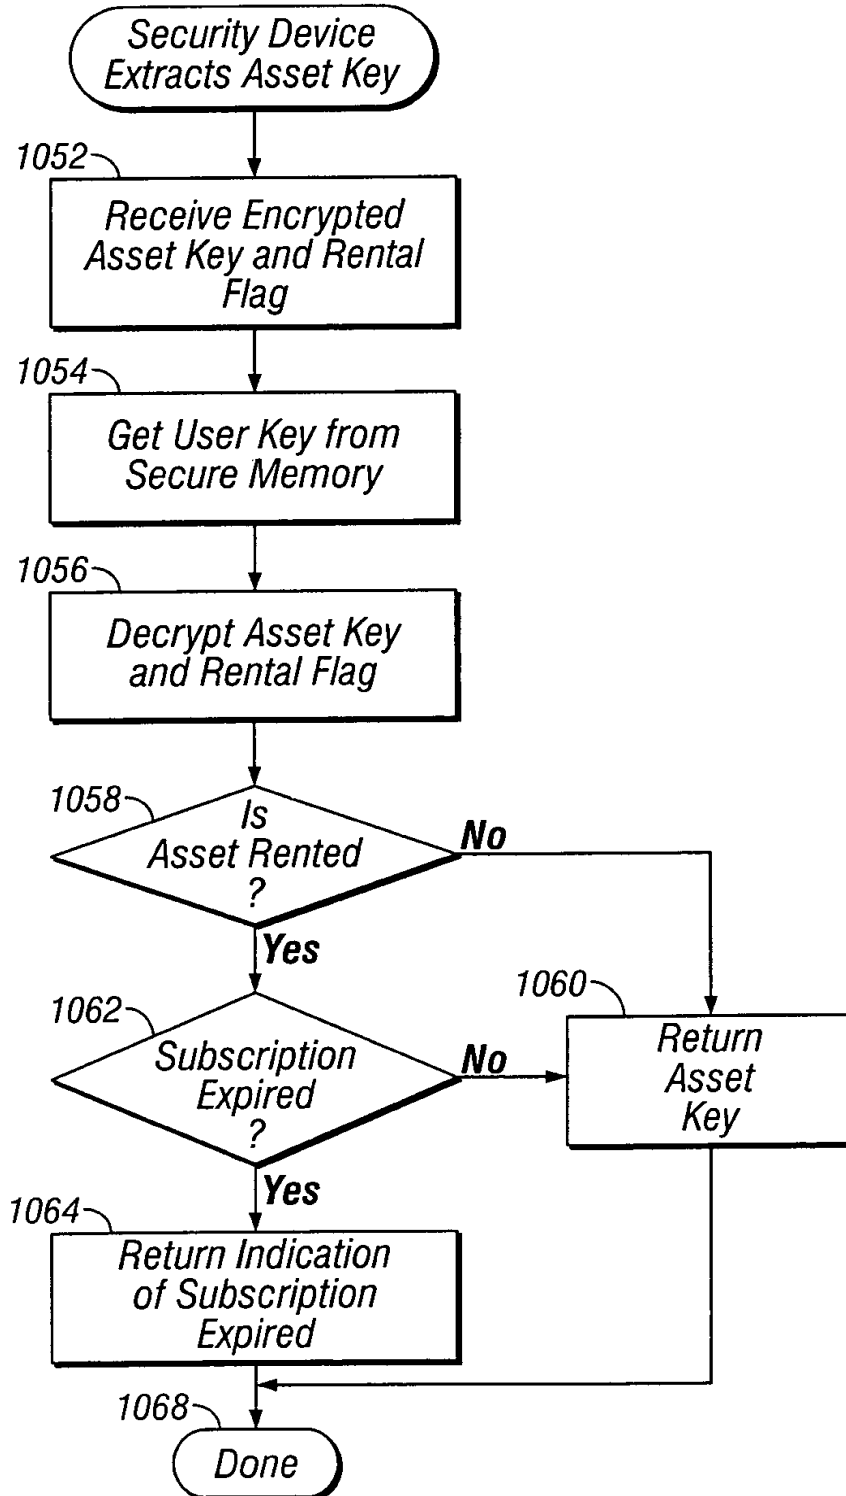 Security Device
Extracts Asset Key
1052
Receive Encrypted
Asset Key and Rental
Flag
1054
Get User Key from
Secure Memory
1056
Decrypt Asset Key
and Rental Flag
1058
Is
Asset Rented
?
No
Yes
1060
Return
Asset
Key
1062
Subscription
Expired
?
No
Yes
1064
Return Indication
of Subscription
Expired
1068
Done